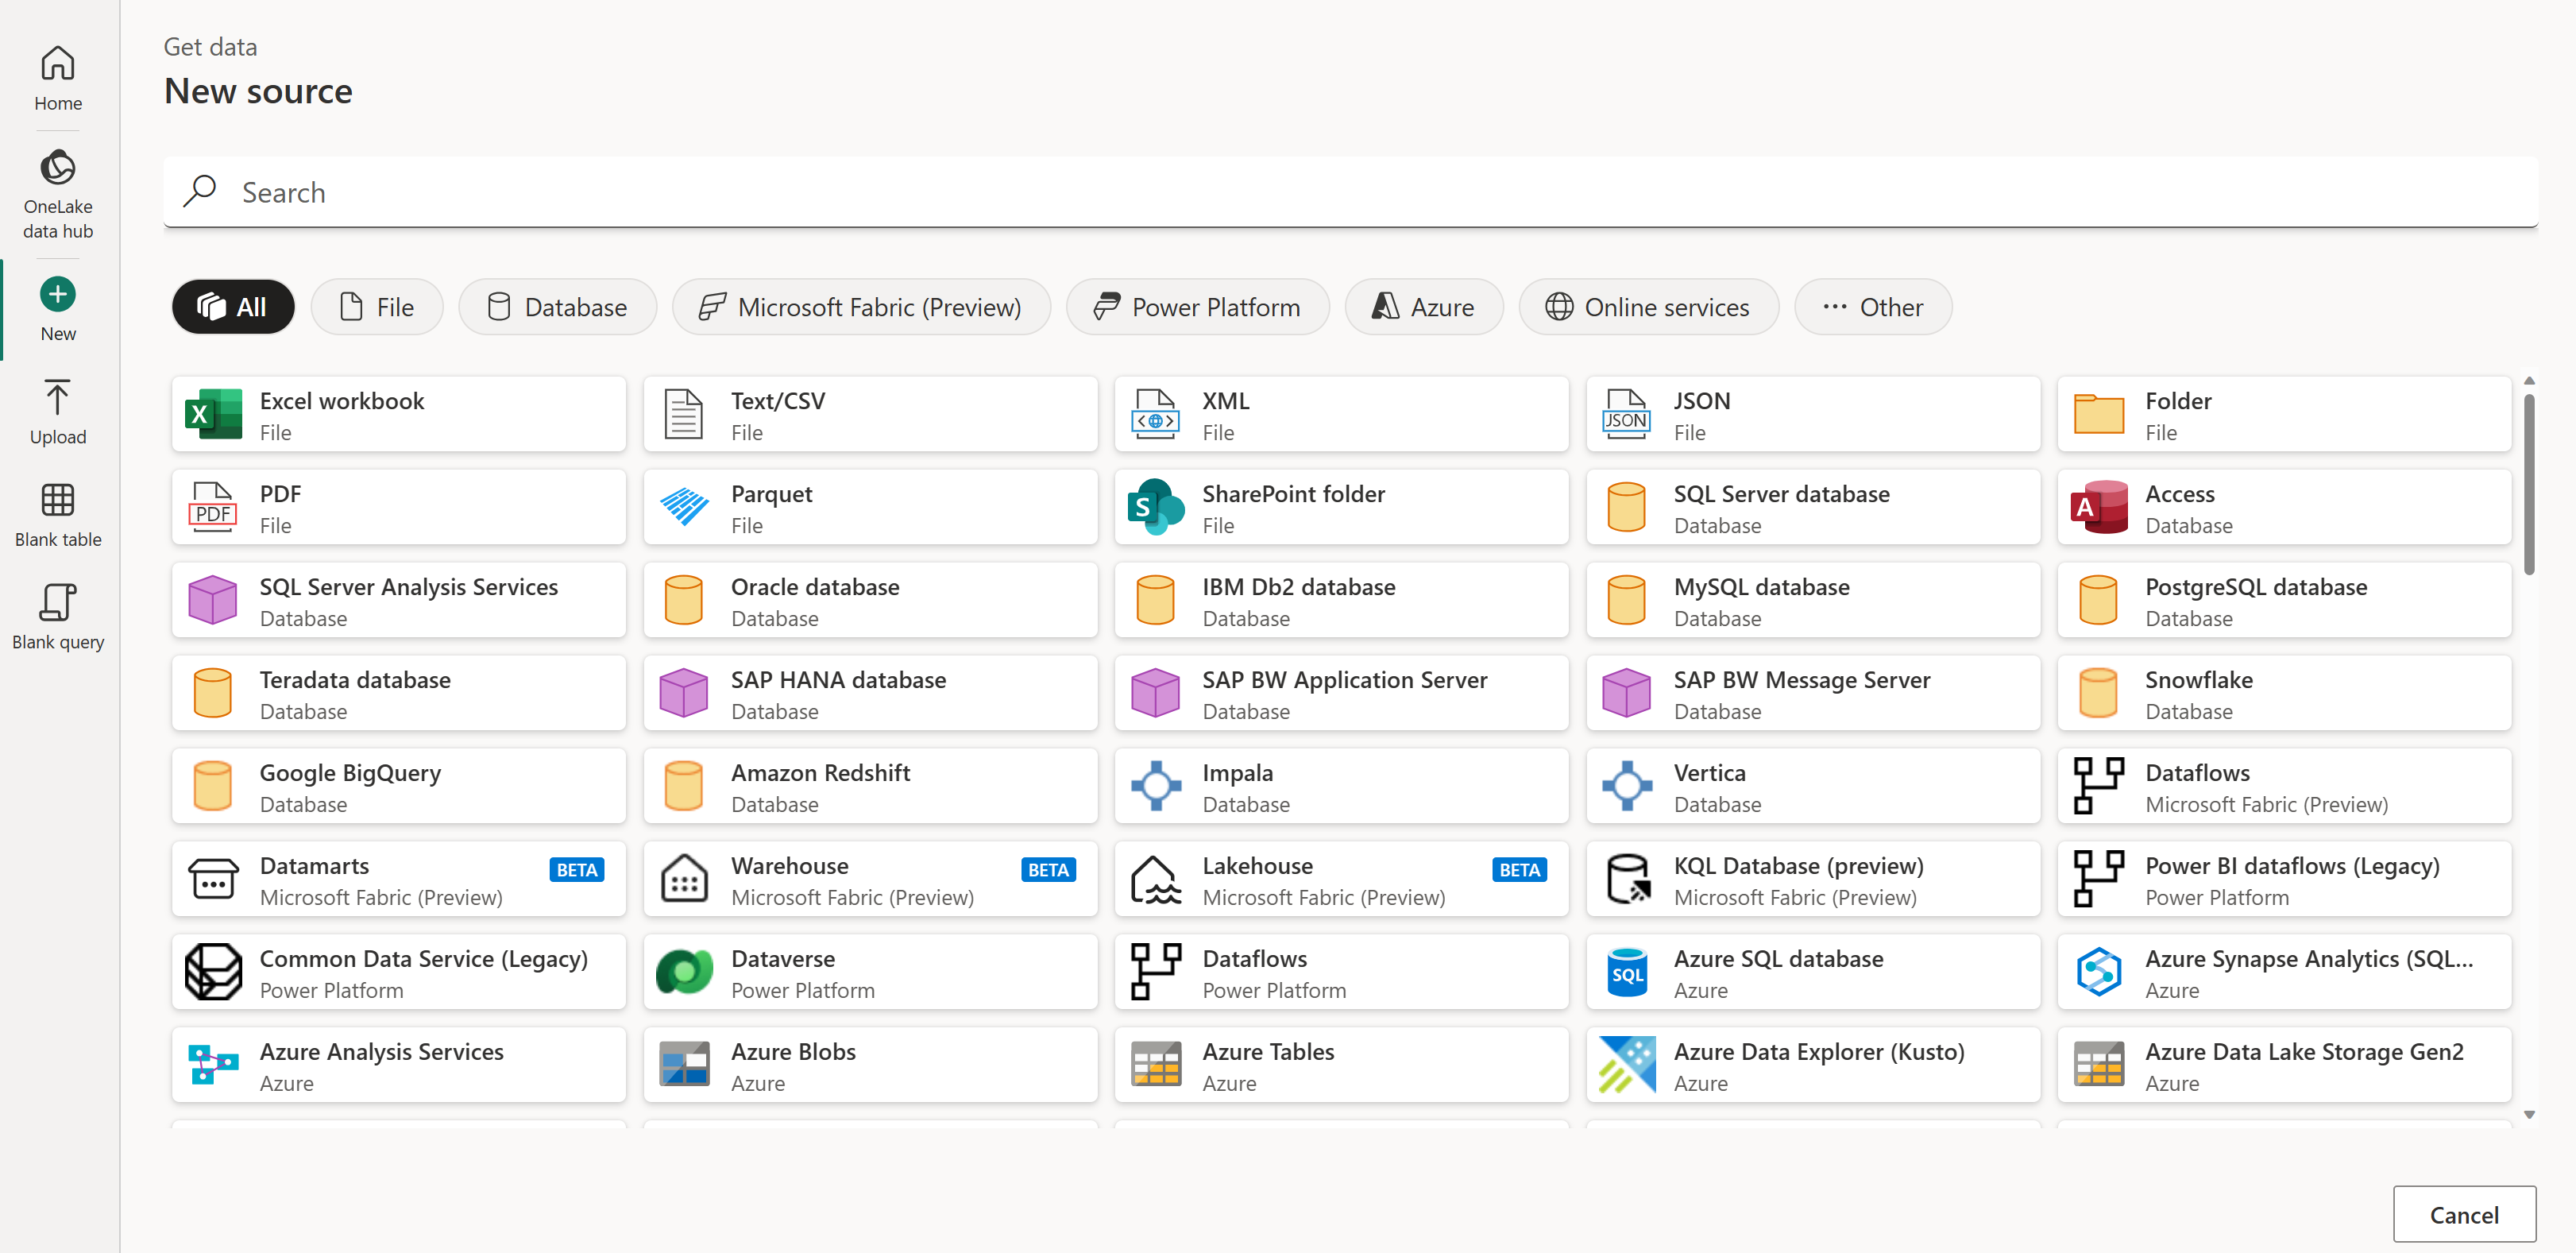 Home
OneLake
data hub
New
Upload
Blank table
Blank query
Get data
New source
Search
All
File
Database
Microsoft Fabric (Preview)
Power Platform
Azure
Online services
Other
Excel workbook
File
Text/CSV
File
XML
File
JSON
JSON
File
Folder
File
PDF
PDF
File
Parquet
File
S
SharePoint folder
File
SQL Server database
Database
A
Access
Database
SQL Server Analysis Services
Database
Oracle database
Database
IBM Db2 database
Database
MySQL database
Database
PostgreSQL database
Database
Teradata database
Database
SAP HANA database
Database
SAP BW Application Server
Database
SAP BW Message Server
Database
Snowflake
Database
Google BigQuery
Database
Amazon Redshift
Database
Impala
Database
Vertica
Database
Dataflows
Microsoft Fabric (Preview)
Datamarts
BETA
Microsoft Fabric (Preview)
Warehouse
BETA
Microsoft Fabric (Preview)
Lakehouse
BETA
Microsoft Fabric (Preview)
KQL Database (preview)
Microsoft Fabric (Preview)
Power BI dataflows (Legacy)
Power Platform
Common Data Service (Legacy)
Power Platform
Dataverse
Power Platform
Dataflows
Power Platform
SQL
Azure SQL database
Azure
Azure Synapse Analytics (SQL...
Azure
Azure Analysis Services
Azure
Azure Blobs
Azure
Azure Tables
Azure
Azure Data Explorer (Kusto)
Azure
Azure Data Lake Storage Gen2
Azure
Cancel